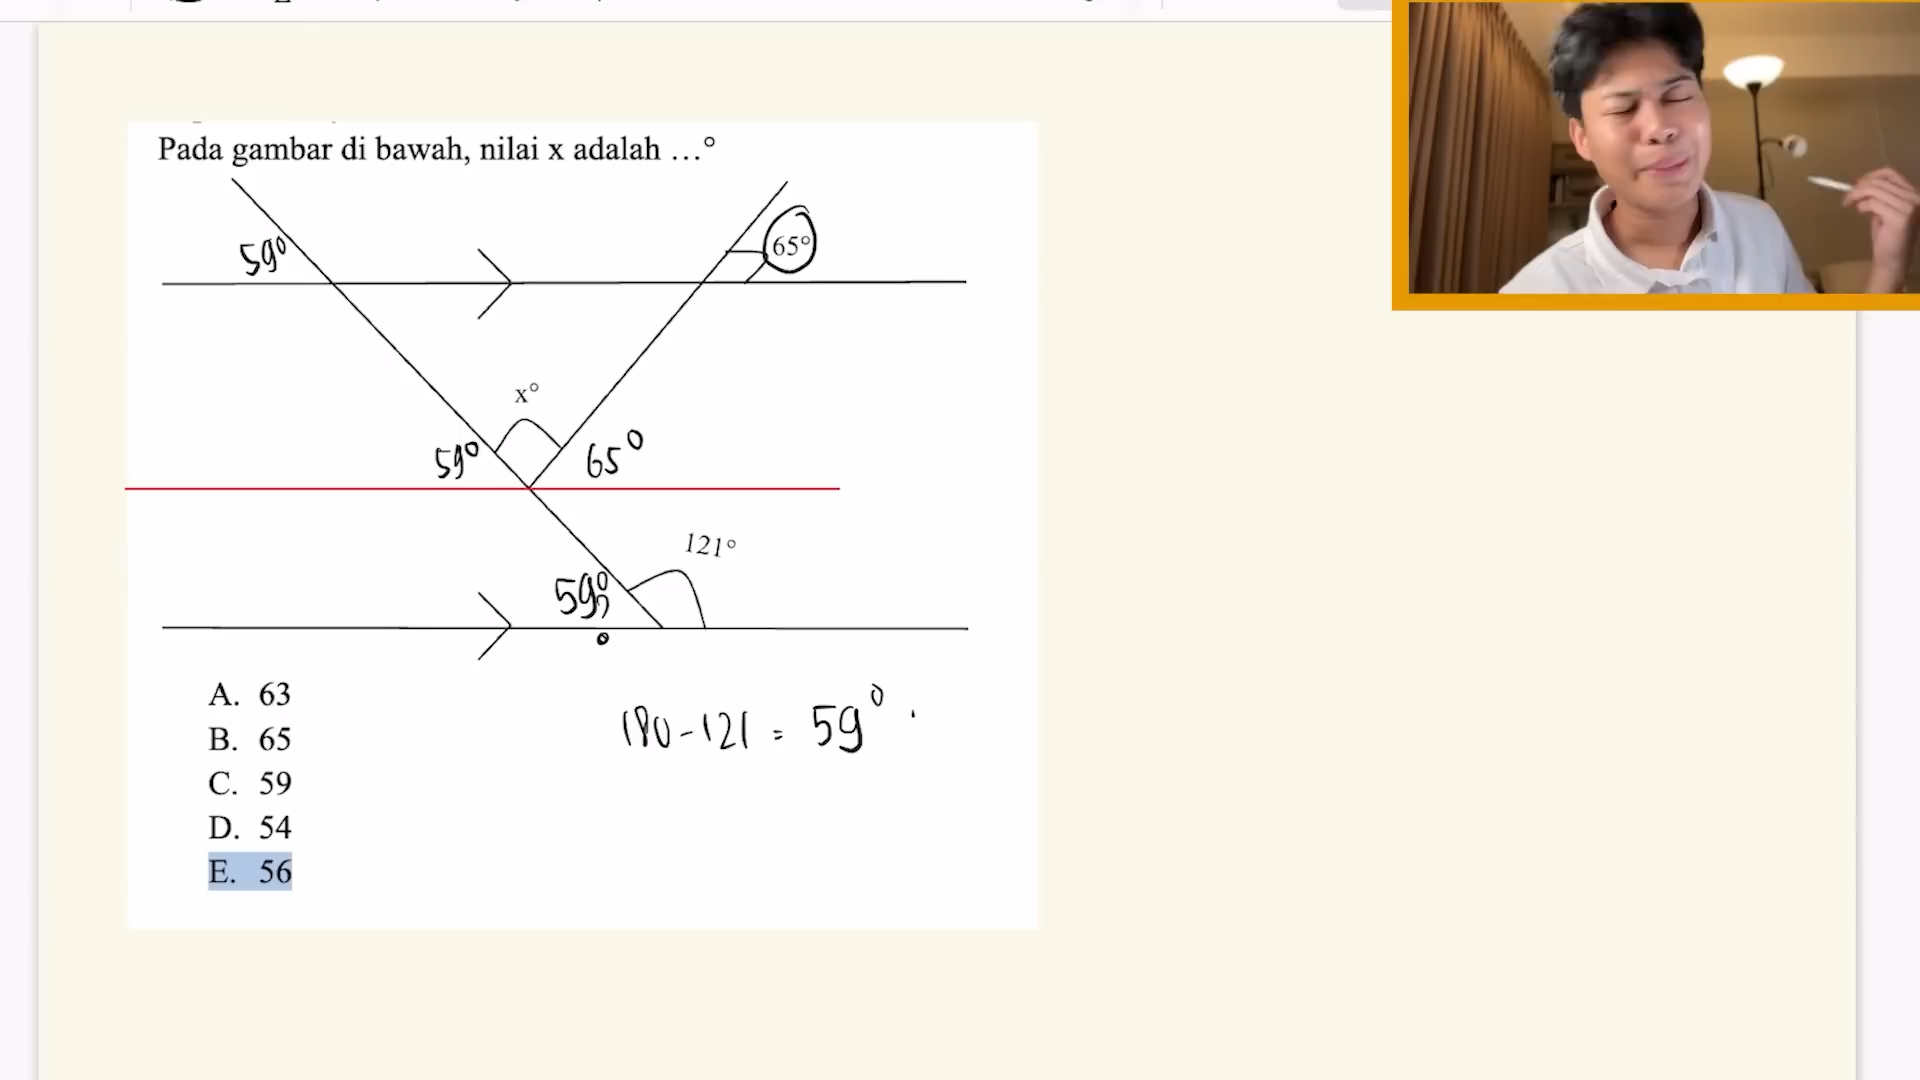 Pada gambar di bawah, nilai x adalah …°
59°
65°
x°
59°
65°
121°
59°
A. 63
B. 65
C. 59
D. 54
E. 56
180 - 121 = 59°